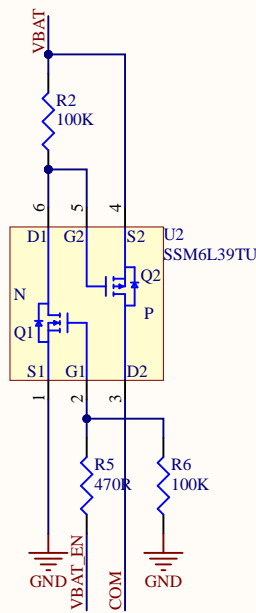 VBAT
R2
100K
6
5
4
D1
G2
S2
U2
SSM6L39TU
Q2
N
P
Q1
S1
G1
D2
1
2
3
R5
470R
R6
100K
GND
VBAT_EN
COM
GND